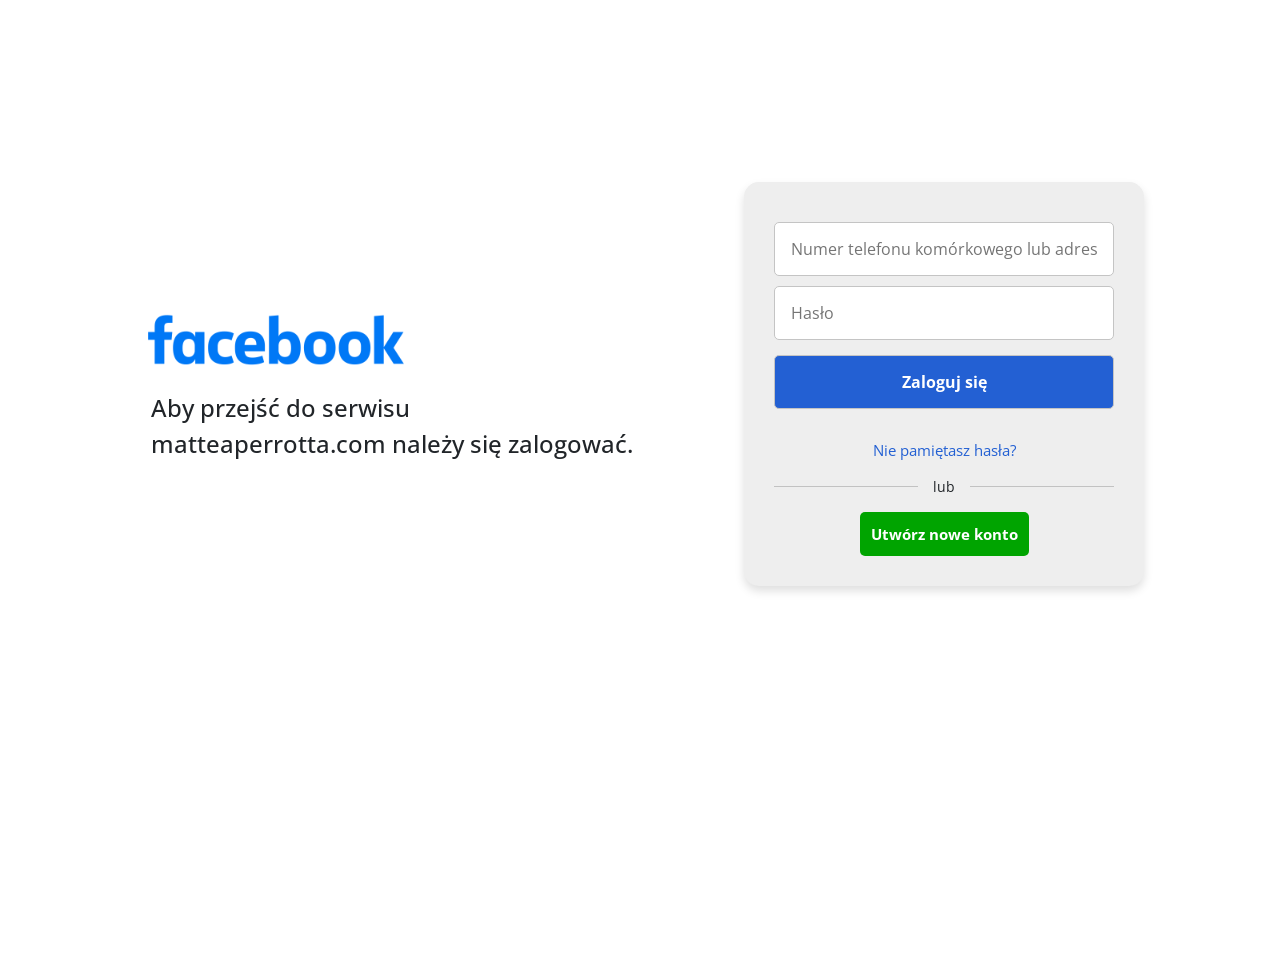 facebook
Aby przejść do serwisu
matteaperrotta.com należy się zalogować.
Numer telefonu komórkowego lub adres
Hasło
Zaloguj się
Nie pamiętasz hasła?
lub
Utwórz nowe konto